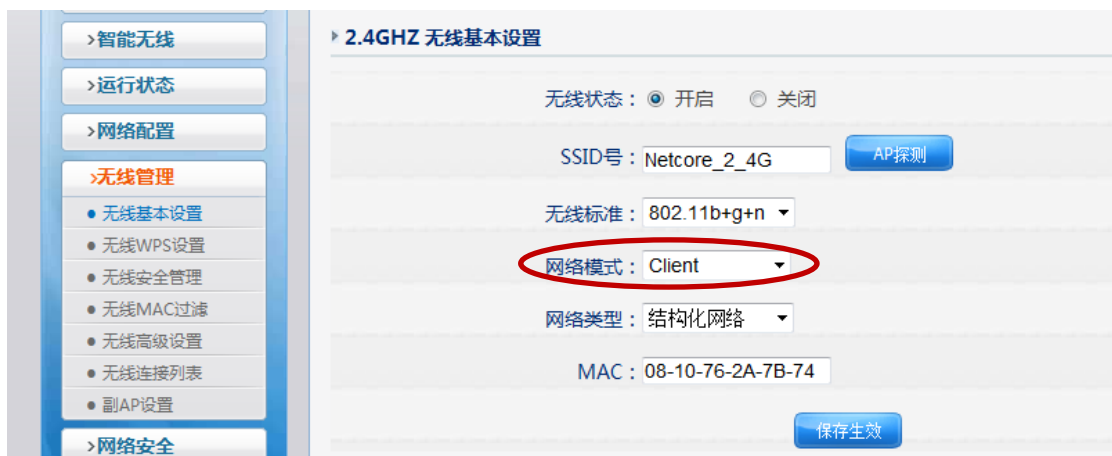 >智能无线
>运行状态
>网络配置
>无线管理
● 无线基本设置
● 无线WPS设置
● 无线安全管理
● 无线MAC过滤
● 无线高级设置
● 无线连接列表
● 副AP设置
>网络安全
2.4GHZ 无线基本设置
无线状态： 开启 关闭
SSID号： Netcore_2_4G AP探测
无线标准： 802.11b+g+n
网络模式： Client
网络类型： 结构化网络
MAC： 08-10-76-2A-7B-74
保存生效